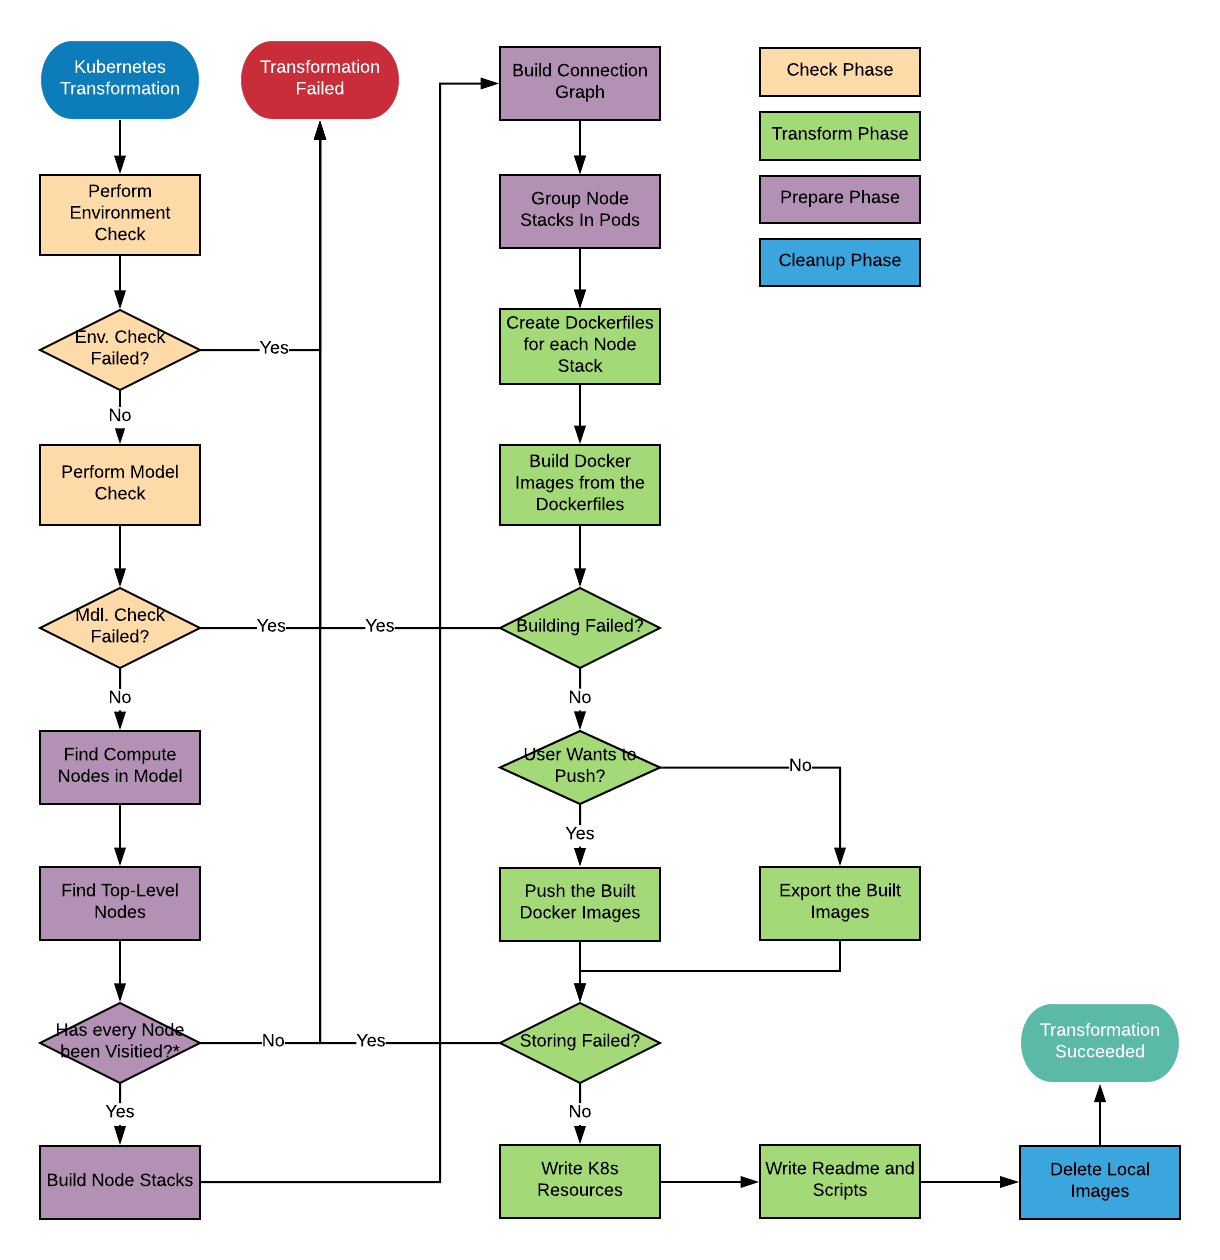 Kubernetes
Transformation
Perform
Environment
Check
Env. Check
Failed?
Yes
No
Perform Model
Check
Mdl. Check
Failed?
Yes
No
Find Compute
Nodes in Model
Find Top-Level
Nodes
Has every Node
been Visitied?*
No
Yes
Build Node Stacks
Transformation
Failed
Build Connection
Graph
Group Node
Stacks In Pods
Create Dockerfiles
for each Node
Stack
Build Docker
Images from the
Dockerfiles
Building Failed?
Yes
No
User Wants to
Push?
No
Yes
Push the Built
Docker Images
Export the Built
Images
Storing Failed?
Yes
No
Write K8s
Resources
Write Readme and
Scripts
Delete Local
Images
Transformation
Succeeded
Check Phase
Transform Phase
Prepare Phase
Cleanup Phase